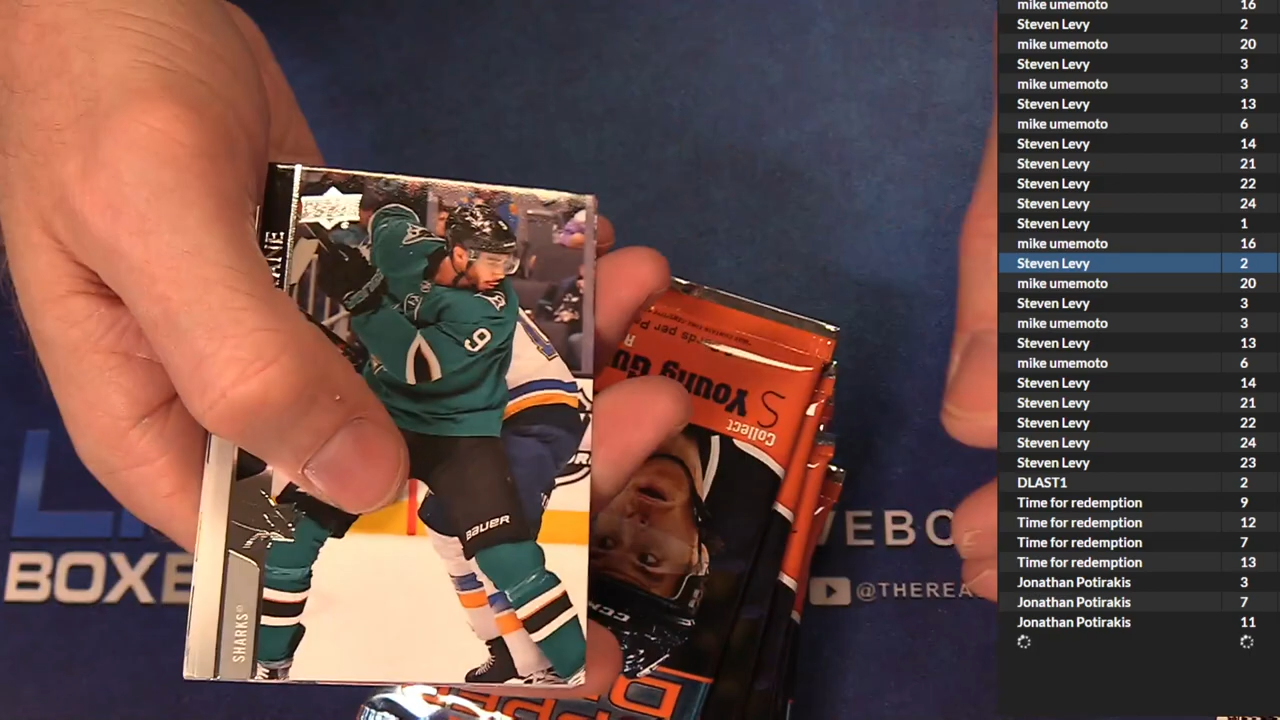 mike umemoto 16
Steven Levy 2
mike umemoto 20
Steven Levy 3
mike umemoto 3
Steven Levy 13
mike umemoto 6
Steven Levy 14
Steven Levy 21
Steven Levy 22
Steven Levy 24
Steven Levy 1
mike umemoto 16
Steven Levy 2
mike umemoto 20
Steven Levy 3
mike umemoto 3
Steven Levy 13
mike umemoto 6
Steven Levy 14
Steven Levy 21
Steven Levy 22
Steven Levy 24
Steven Levy 23
DLAST1 2
Time for redemption 9
Time for redemption 12
Time for redemption 7
Time for redemption 13
Jonathan Potirakis 3
Jonathan Potirakis 7
Jonathan Potirakis 11
9
BAUER
SHARKS
Collect
Young Gu
CCM
BOXE
WEBO
@THEREA